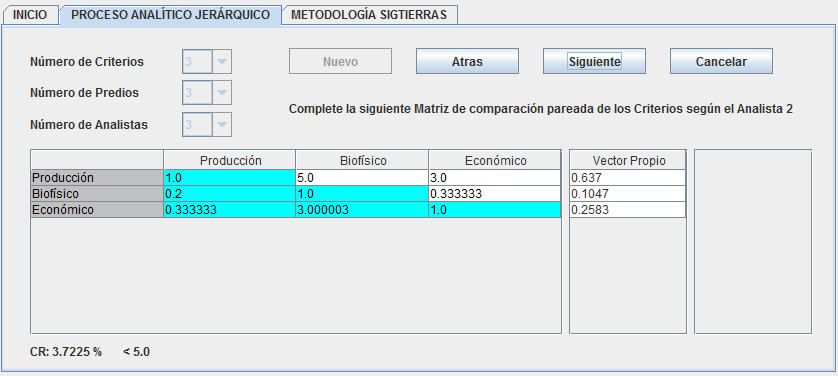 INICIO PROCESO ANALÍTICO JERÁRQUICO METODOLOGÍA SIGTIERRAS
Número de Criterios 3 Nuevo Atras Siguiente Cancelar
Número de Predios 3
Complete la siguiente Matriz de comparación pareada de los Criterios según el Analista 2
Número de Analistas 3
Producción Biofísico Económico Vector Propio
Producción 1.0 5.0 3.0 0.637
Biofísico 0.2 1.0 0.333333 0.1047
Económico 0.333333 3.000003 1.0 0.2583
CR: 3.7225 % < 5.0